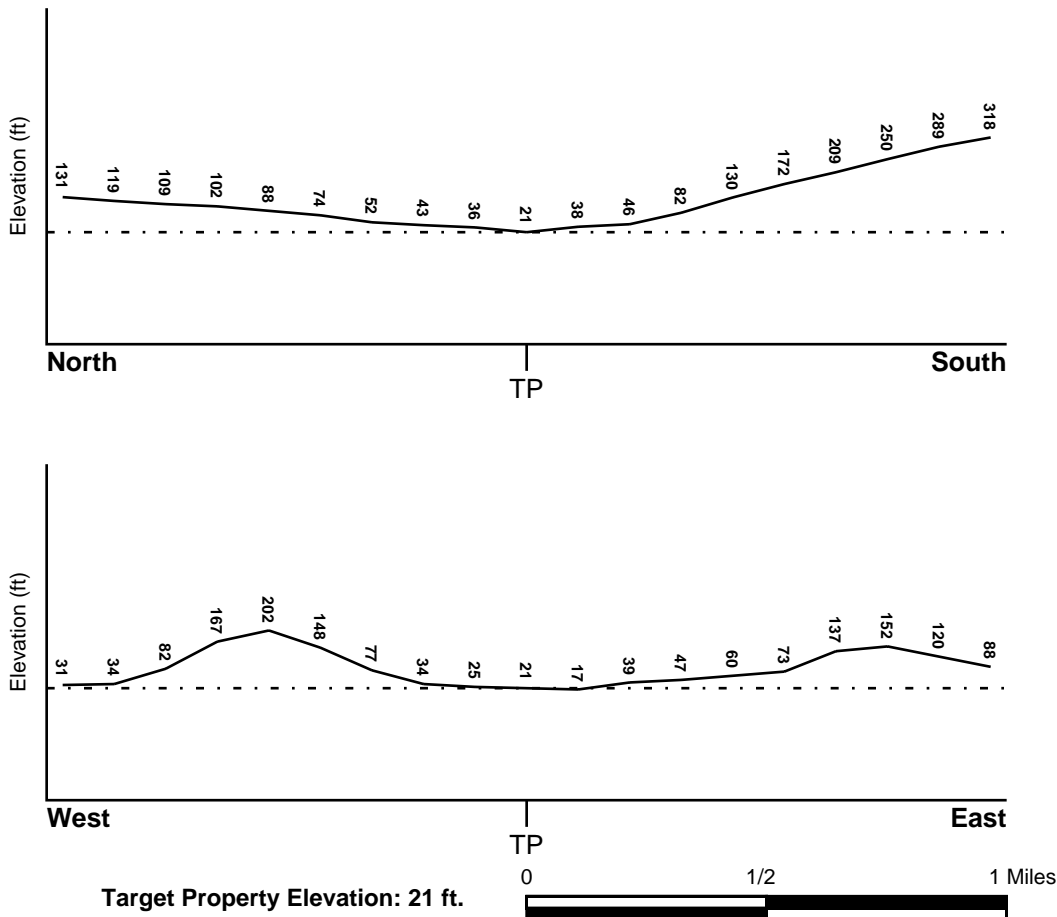 Elevation (ft)
131 119 109 102 88 74 52 43 36 21 38 46 82 130 172 209 250 289 318
North South
TP
Elevation (ft)
31 34 82 167 202 148 77 34 25 21 17 39 47 60 73 137 152 120 88
West East
TP
Target Property Elevation: 21 ft.
0 1/2 1 Miles